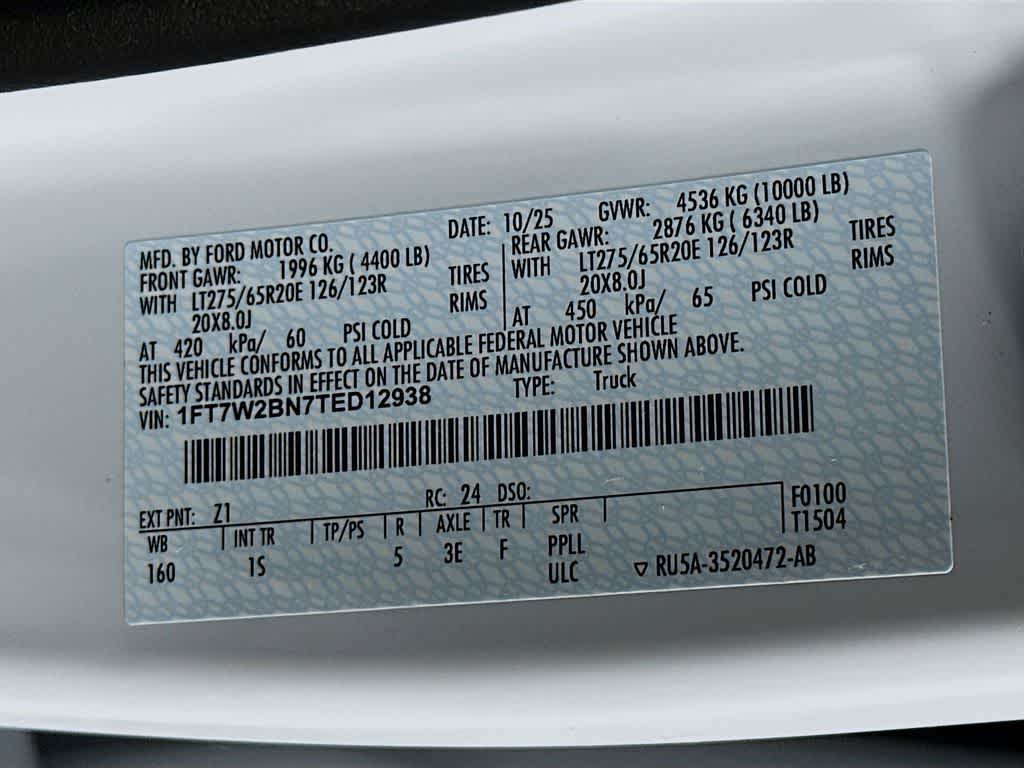 MFD. BY FORD MOTOR CO. DATE: 10/25 GVWR: 4536 KG (10000 LB)
FRONT GAWR: 1996 KG ( 4400 LB) REAR GAWR: 2876 KG ( 6340 LB)
WITH LT275/65R20E 126/123R TIRES WITH LT275/65R20E 126/123R TIRES
20X8.0J RIMS 20X8.0J RIMS
AT 420 kPa/ 60 PSI COLD AT 450 kPa/ 65 PSI COLD
THIS VEHICLE CONFORMS TO ALL APPLICABLE FEDERAL MOTOR VEHICLE
SAFETY STANDARDS IN EFFECT ON THE DATE OF MANUFACTURE SHOWN ABOVE.
VIN: 1FT7W2BN7TED12938 TYPE: Truck
EXT PNT: Z1 RC: 24 DSO: F0100
WB INT TR TP/PS R AXLE TR SPR T1504
160 1S 5 3E F PPLL
ULC RU5A-3520472-AB